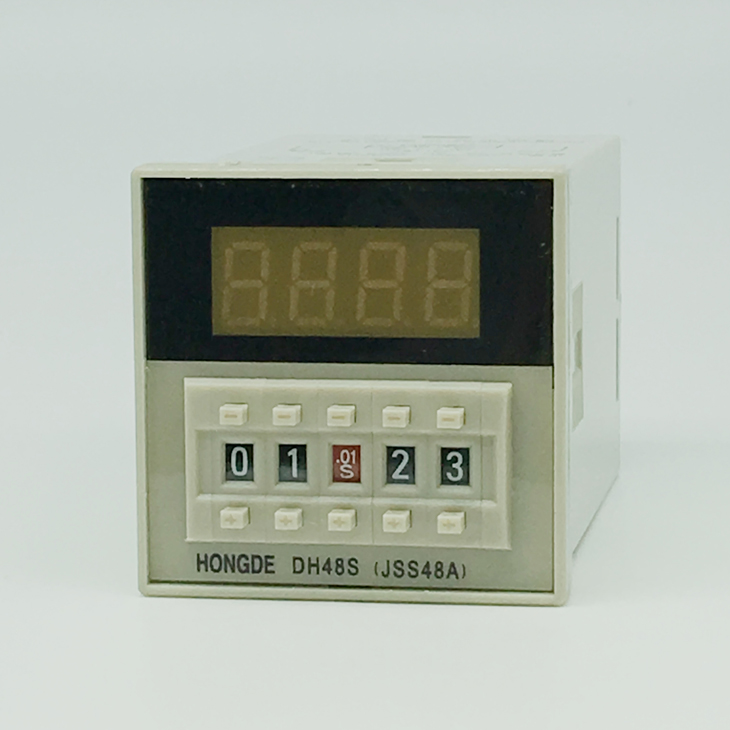 − − − − −
0 1 .01 S 2 3
+ + + + +
HONGDE DH48S (JSS48A)